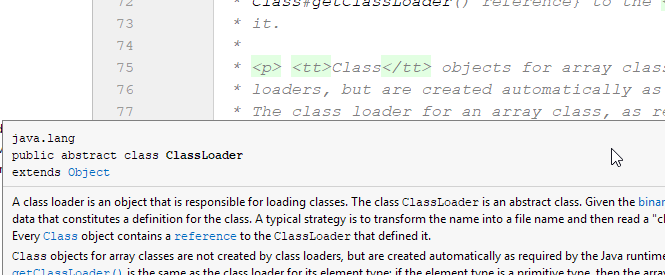 72 * Class#getClassLoader() reference} to the
73 * it.
74 *
75 * <p> <tt>Class</tt> objects for array clas
76 * loaders, but are created automatically as
77 * The class loader for an array class, as re
java.lang
public abstract class ClassLoader
extends Object
A class loader is an object that is responsible for loading classes. The class ClassLoader is an abstract class. Given the binar
data that constitutes a definition for the class. A typical strategy is to transform the name into a file name and then read a "cl
Every Class object contains a reference to the ClassLoader that defined it.
Class objects for array classes are not created by class loaders, but are created automatically as required by the Java runtime
getClassLoader() is the same as the class loader for its element type; if the element type is a primitive type, then the arra